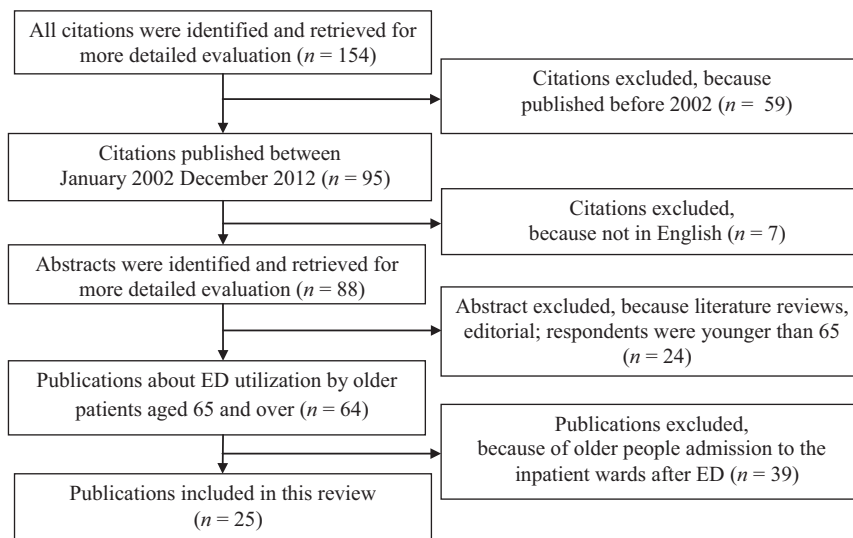 All citations were identified and retrieved for
more detailed evaluation (n = 154)
Citations excluded, because
published before 2002 (n = 59)
Citations published between
January 2002 December 2012 (n = 95)
Citations excluded,
because not in English (n = 7)
Abstracts were identified and retrieved for
more detailed evaluation (n = 88)
Abstract excluded, because literature reviews,
editorial; respondents were younger than 65
(n = 24)
Publications about ED utilization by older
patients aged 65 and over (n = 64)
Publications excluded,
because of older people admission to the
inpatient wards after ED (n = 39)
Publications included in this review
(n = 25)